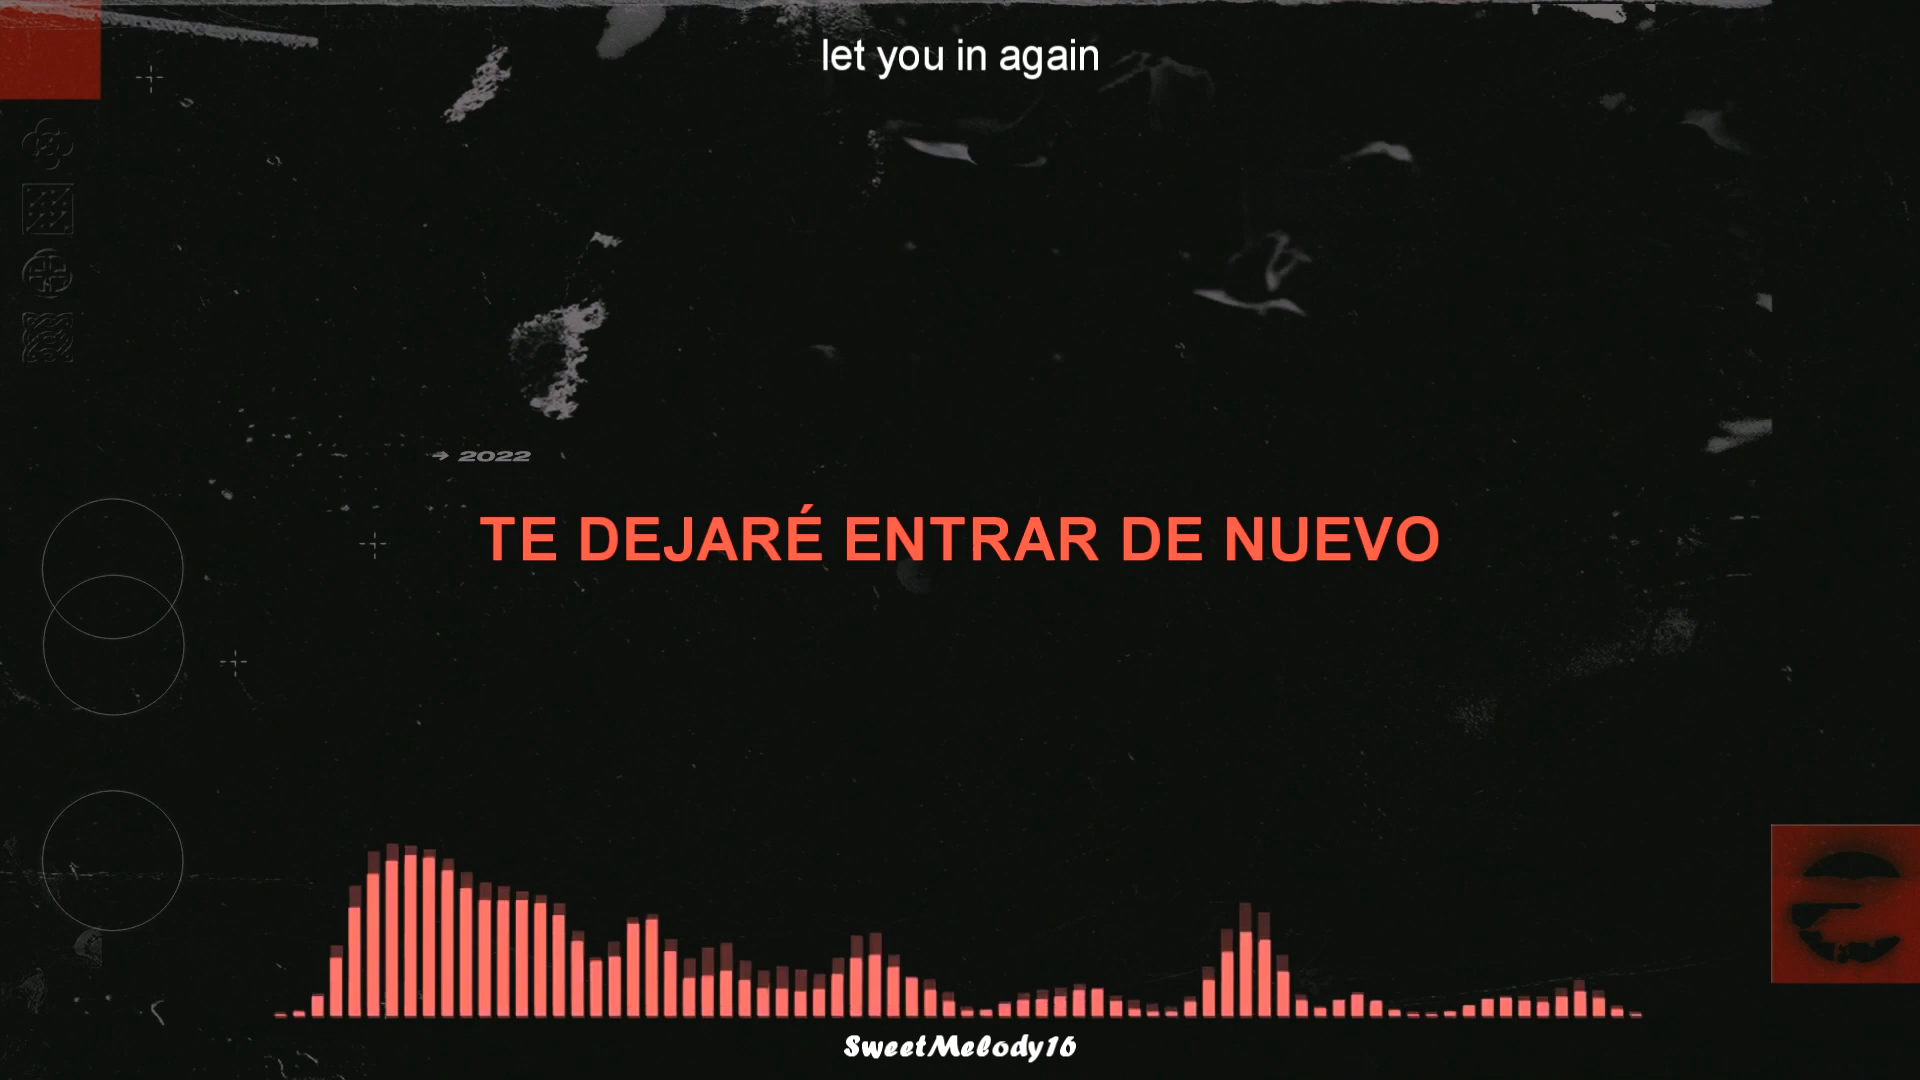 let you in again
→ 2022
TE DEJARÉ ENTRAR DE NUEVO
SweetMelody16